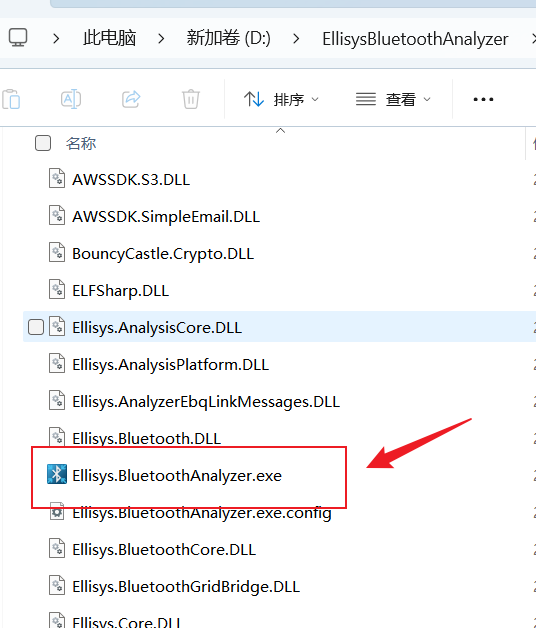 此电脑 > 新加卷 (D:) > EllisysBluetoothAnalyzer >
排序 查看
名称
AWSSDK.S3.DLL
AWSSDK.SimpleEmail.DLL
BouncyCastle.Crypto.DLL
ELFSharp.DLL
Ellisys.AnalysisCore.DLL
Ellisys.AnalysisPlatform.DLL
Ellisys.AnalyzerEbqLinkMessages.DLL
Ellisys.Bluetooth.DLL
Ellisys.BluetoothAnalyzer.exe
Ellisys.BluetoothAnalyzer.exe.config
Ellisys.BluetoothCore.DLL
Ellisys.BluetoothGridBridge.DLL
Ellisys.Core.DLL